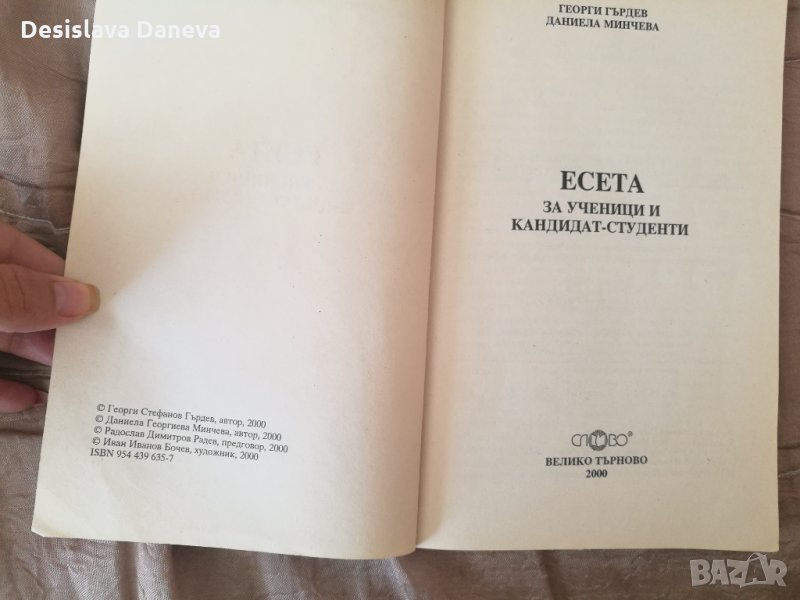 Desislava Daneva
© Георги Стефанов Гърдев, автор, 2000
© Даниела Георгиева Минчева, автор, 2000
© Радослав Димитров Радев, предговор, 2000
© Иван Иванов Бочев, художник, 2000
ISBN 954 439 635-7
ГЕОРГИ ГЪРДЕВ
ДАНИЕЛА МИНЧЕВА
ЕСЕТА
ЗА УЧЕНИЦИ И
КАНДИДАТ-СТУДЕНТИ
СЛОВО®
ВЕЛИКО ТЪРНОВО
2000
BAZAR